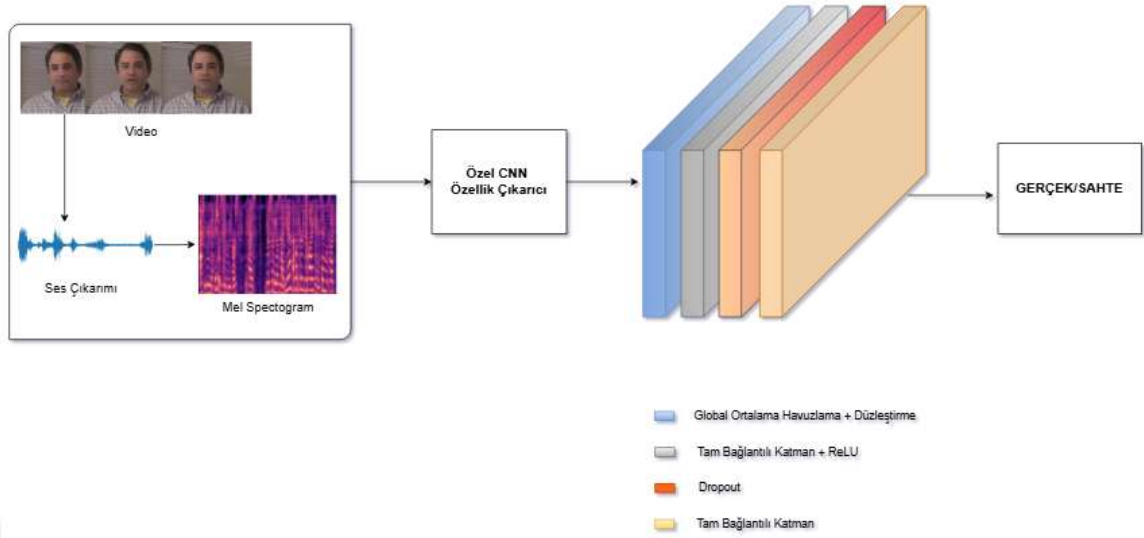 Video
Ses Çıkarımı
Mel Spectogram
Özel CNN
Özellik Çıkarıcı
GERÇEK/SAHTE
Global Ortalama Havuzlama + Düzleştirme
Tam Bağlantılı Katman + ReLU
Dropout
Tam Bağlantılı Katman